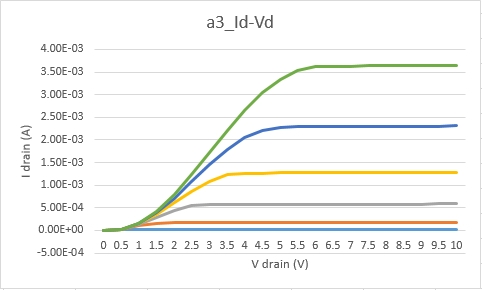 a3_Id-Vd
4.00E-03
3.50E-03
3.00E-03
2.50E-03
2.00E-03
1.50E-03
1.00E-03
5.00E-04
0.00E+00
-5.00E-04
I drain (A)
0 0.5 1 1.5 2 2.5 3 3.5 4 4.5 5 5.5 6 6.5 7 7.5 8 8.5 9 9.5 10
V drain (V)